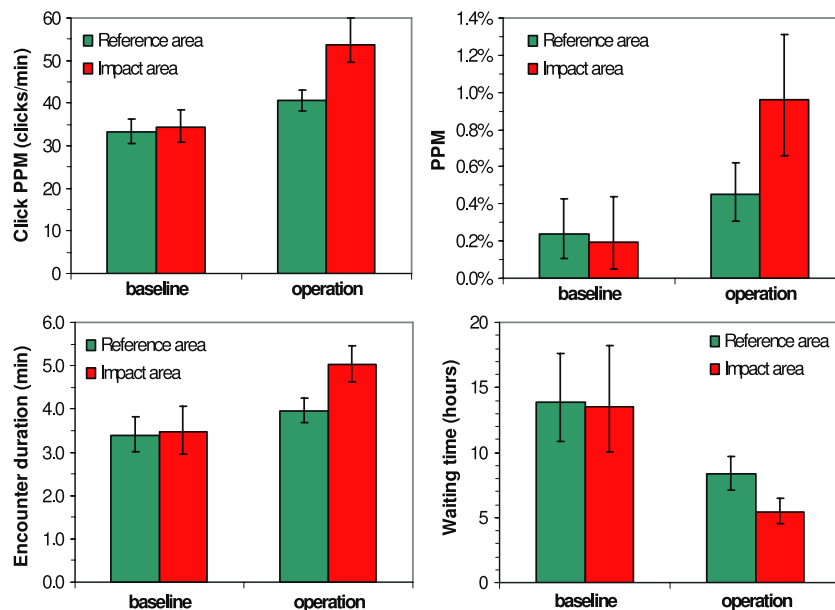 Click PPM (clicks/min)
60
50
40
30
20
10
0
Reference area
Impact area
baseline
operation
PPM
1.4%
1.2%
1.0%
0.8%
0.6%
0.4%
0.2%
0.0%
Reference area
Impact area
baseline
operation
Encounter duration (min)
6.0
5.0
4.0
3.0
2.0
1.0
0.0
Reference area
Impact area
baseline
operation
Waiting time (hours)
20
15
10
5
0
Reference area
Impact area
baseline
operation